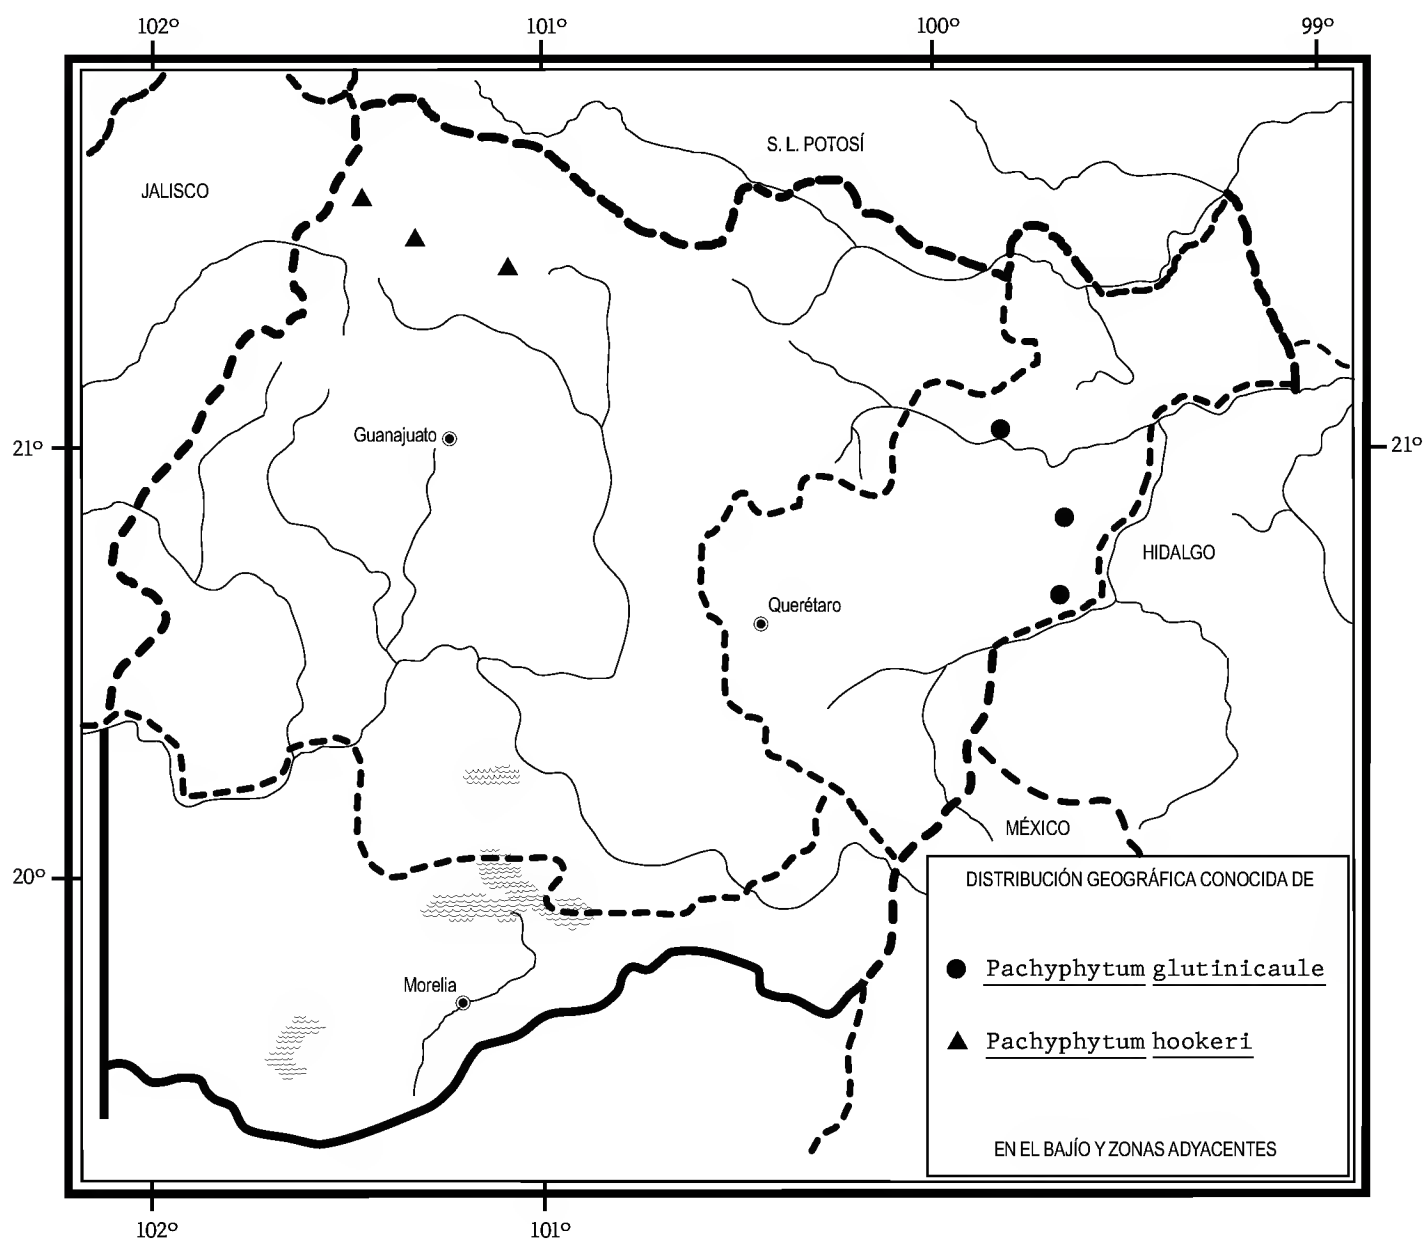 102º 101º 100º 99º
S. L. POTOSÍ
JALISCO
Guanajuato
21º 21º
HIDALGO
Querétaro
MÉXICO
20º
DISTRIBUCIÓN GEOGRÁFICA CONOCIDA DE
Pachyphytum glutinicaule
Morelia
Pachyphytum hookeri
EN EL BAJÍO Y ZONAS ADYACENTES
102º 101º